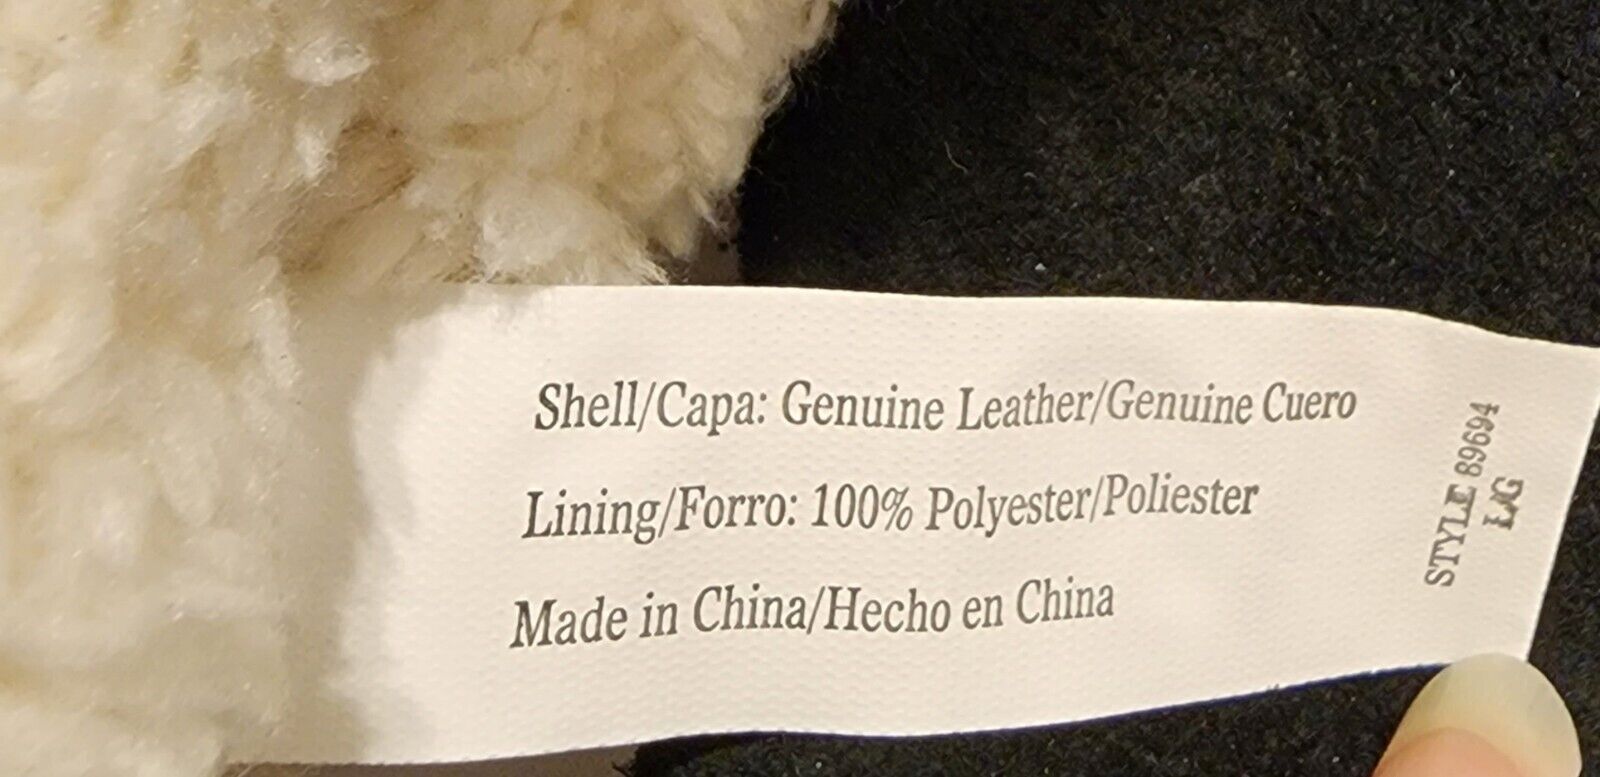 Shell/Capa: Genuine Leather/Genuine Cuero
Lining/Forro: 100% Polyester/Poliester
Made in China/Hecho en China
STYLE 89694
L/G